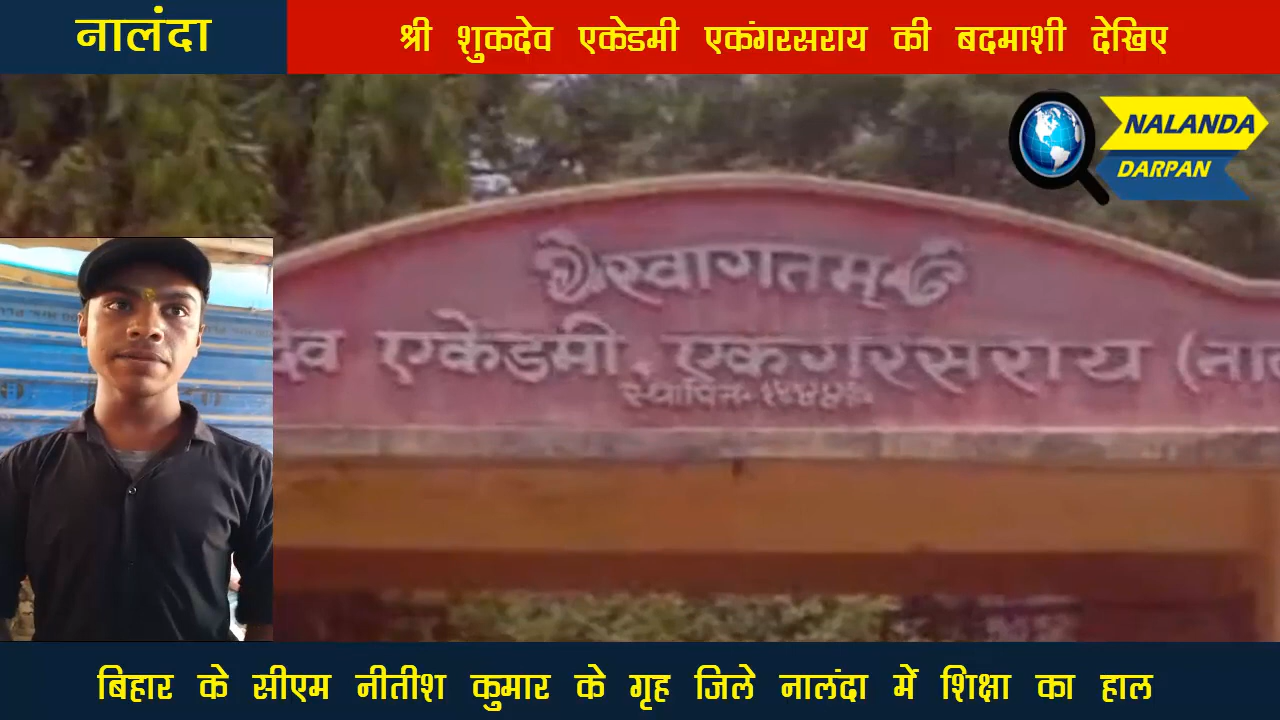 नालंदा
श्री शुकदेव एकेडमी एकंगरसराय की बदमाशी देखिए
NALANDA
DARPAN
स्वागतम्
देव एकेडमी, एकंगरसराय (नाल
स्थापित-
बिहार के सीएम नीतीश कुमार के गृह जिले नालंदा में शिक्षा का हाल